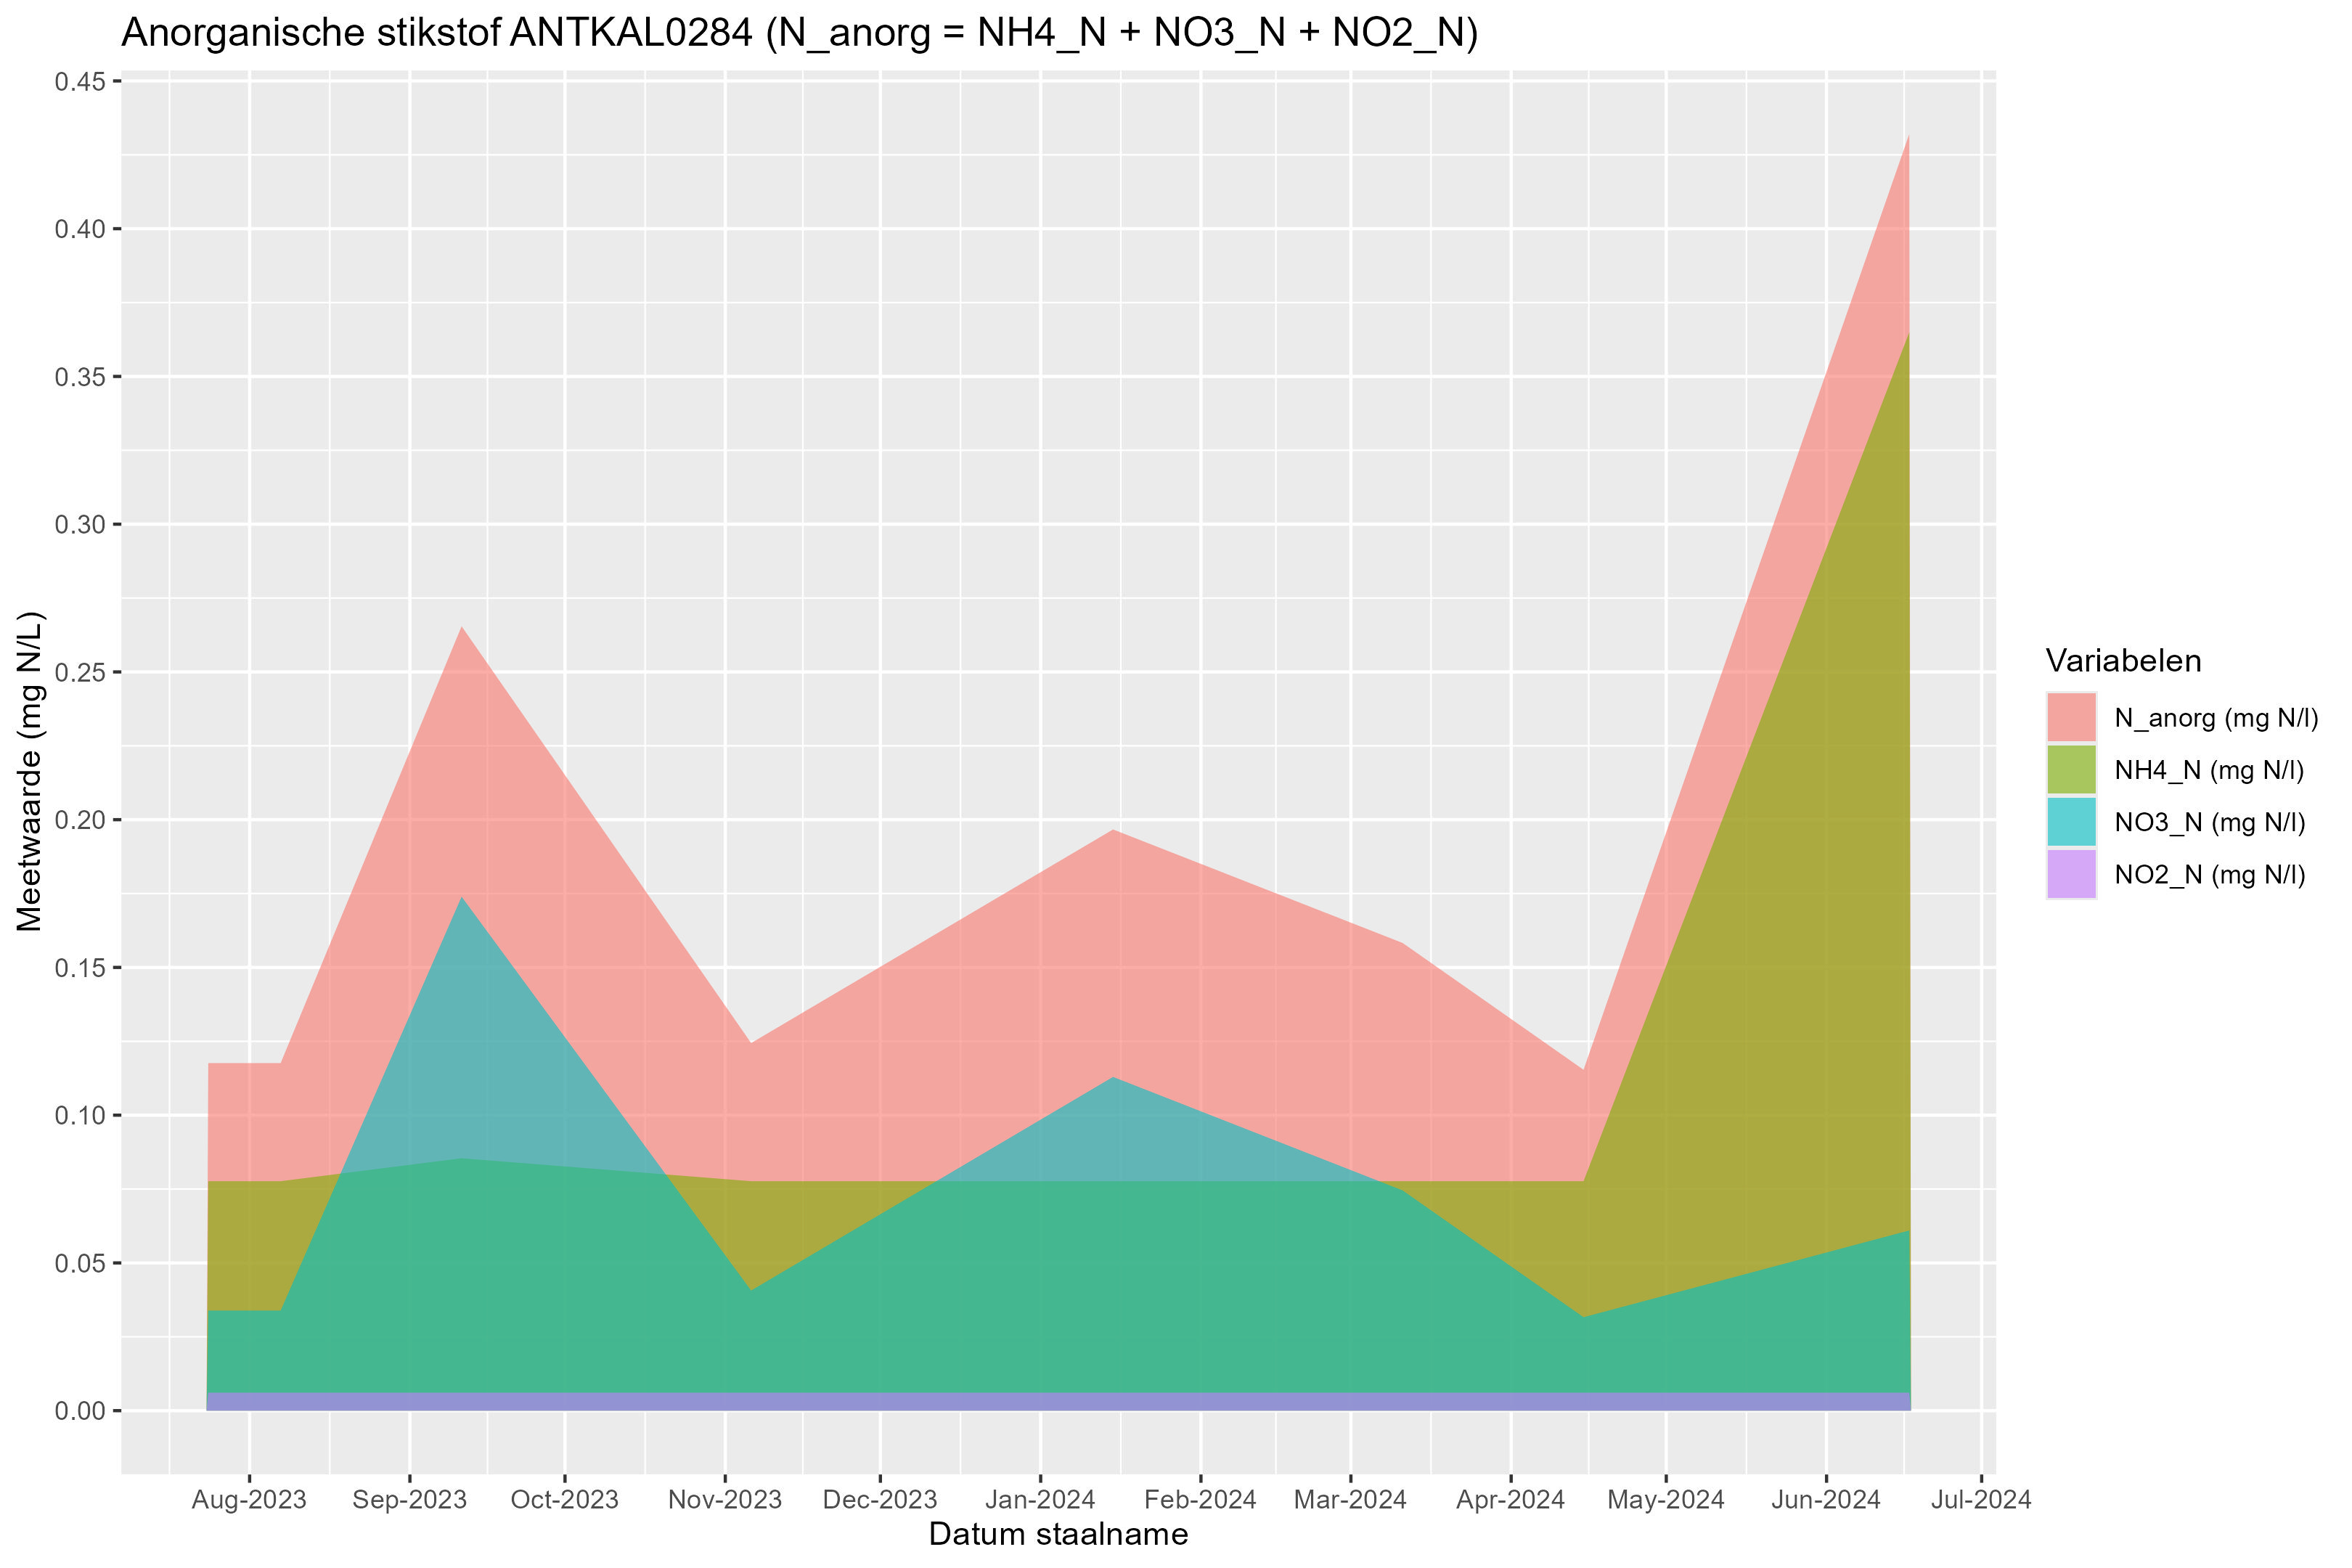 Anorganische stikstof ANTKAL0284 (N_anorg = NH4_N + NO3_N + NO2_N)
Meetwaarde (mg N/L)
0.45
0.40
0.35
0.30
0.25
0.20
0.15
0.10
0.05
0.00
Aug-2023 Sep-2023 Oct-2023 Nov-2023 Dec-2023 Jan-2024 Feb-2024 Mar-2024 Apr-2024 May-2024 Jun-2024 Jul-2024
Datum staalname
Variabelen
N_anorg (mg N/l)
NH4_N (mg N/l)
NO3_N (mg N/l)
NO2_N (mg N/l)